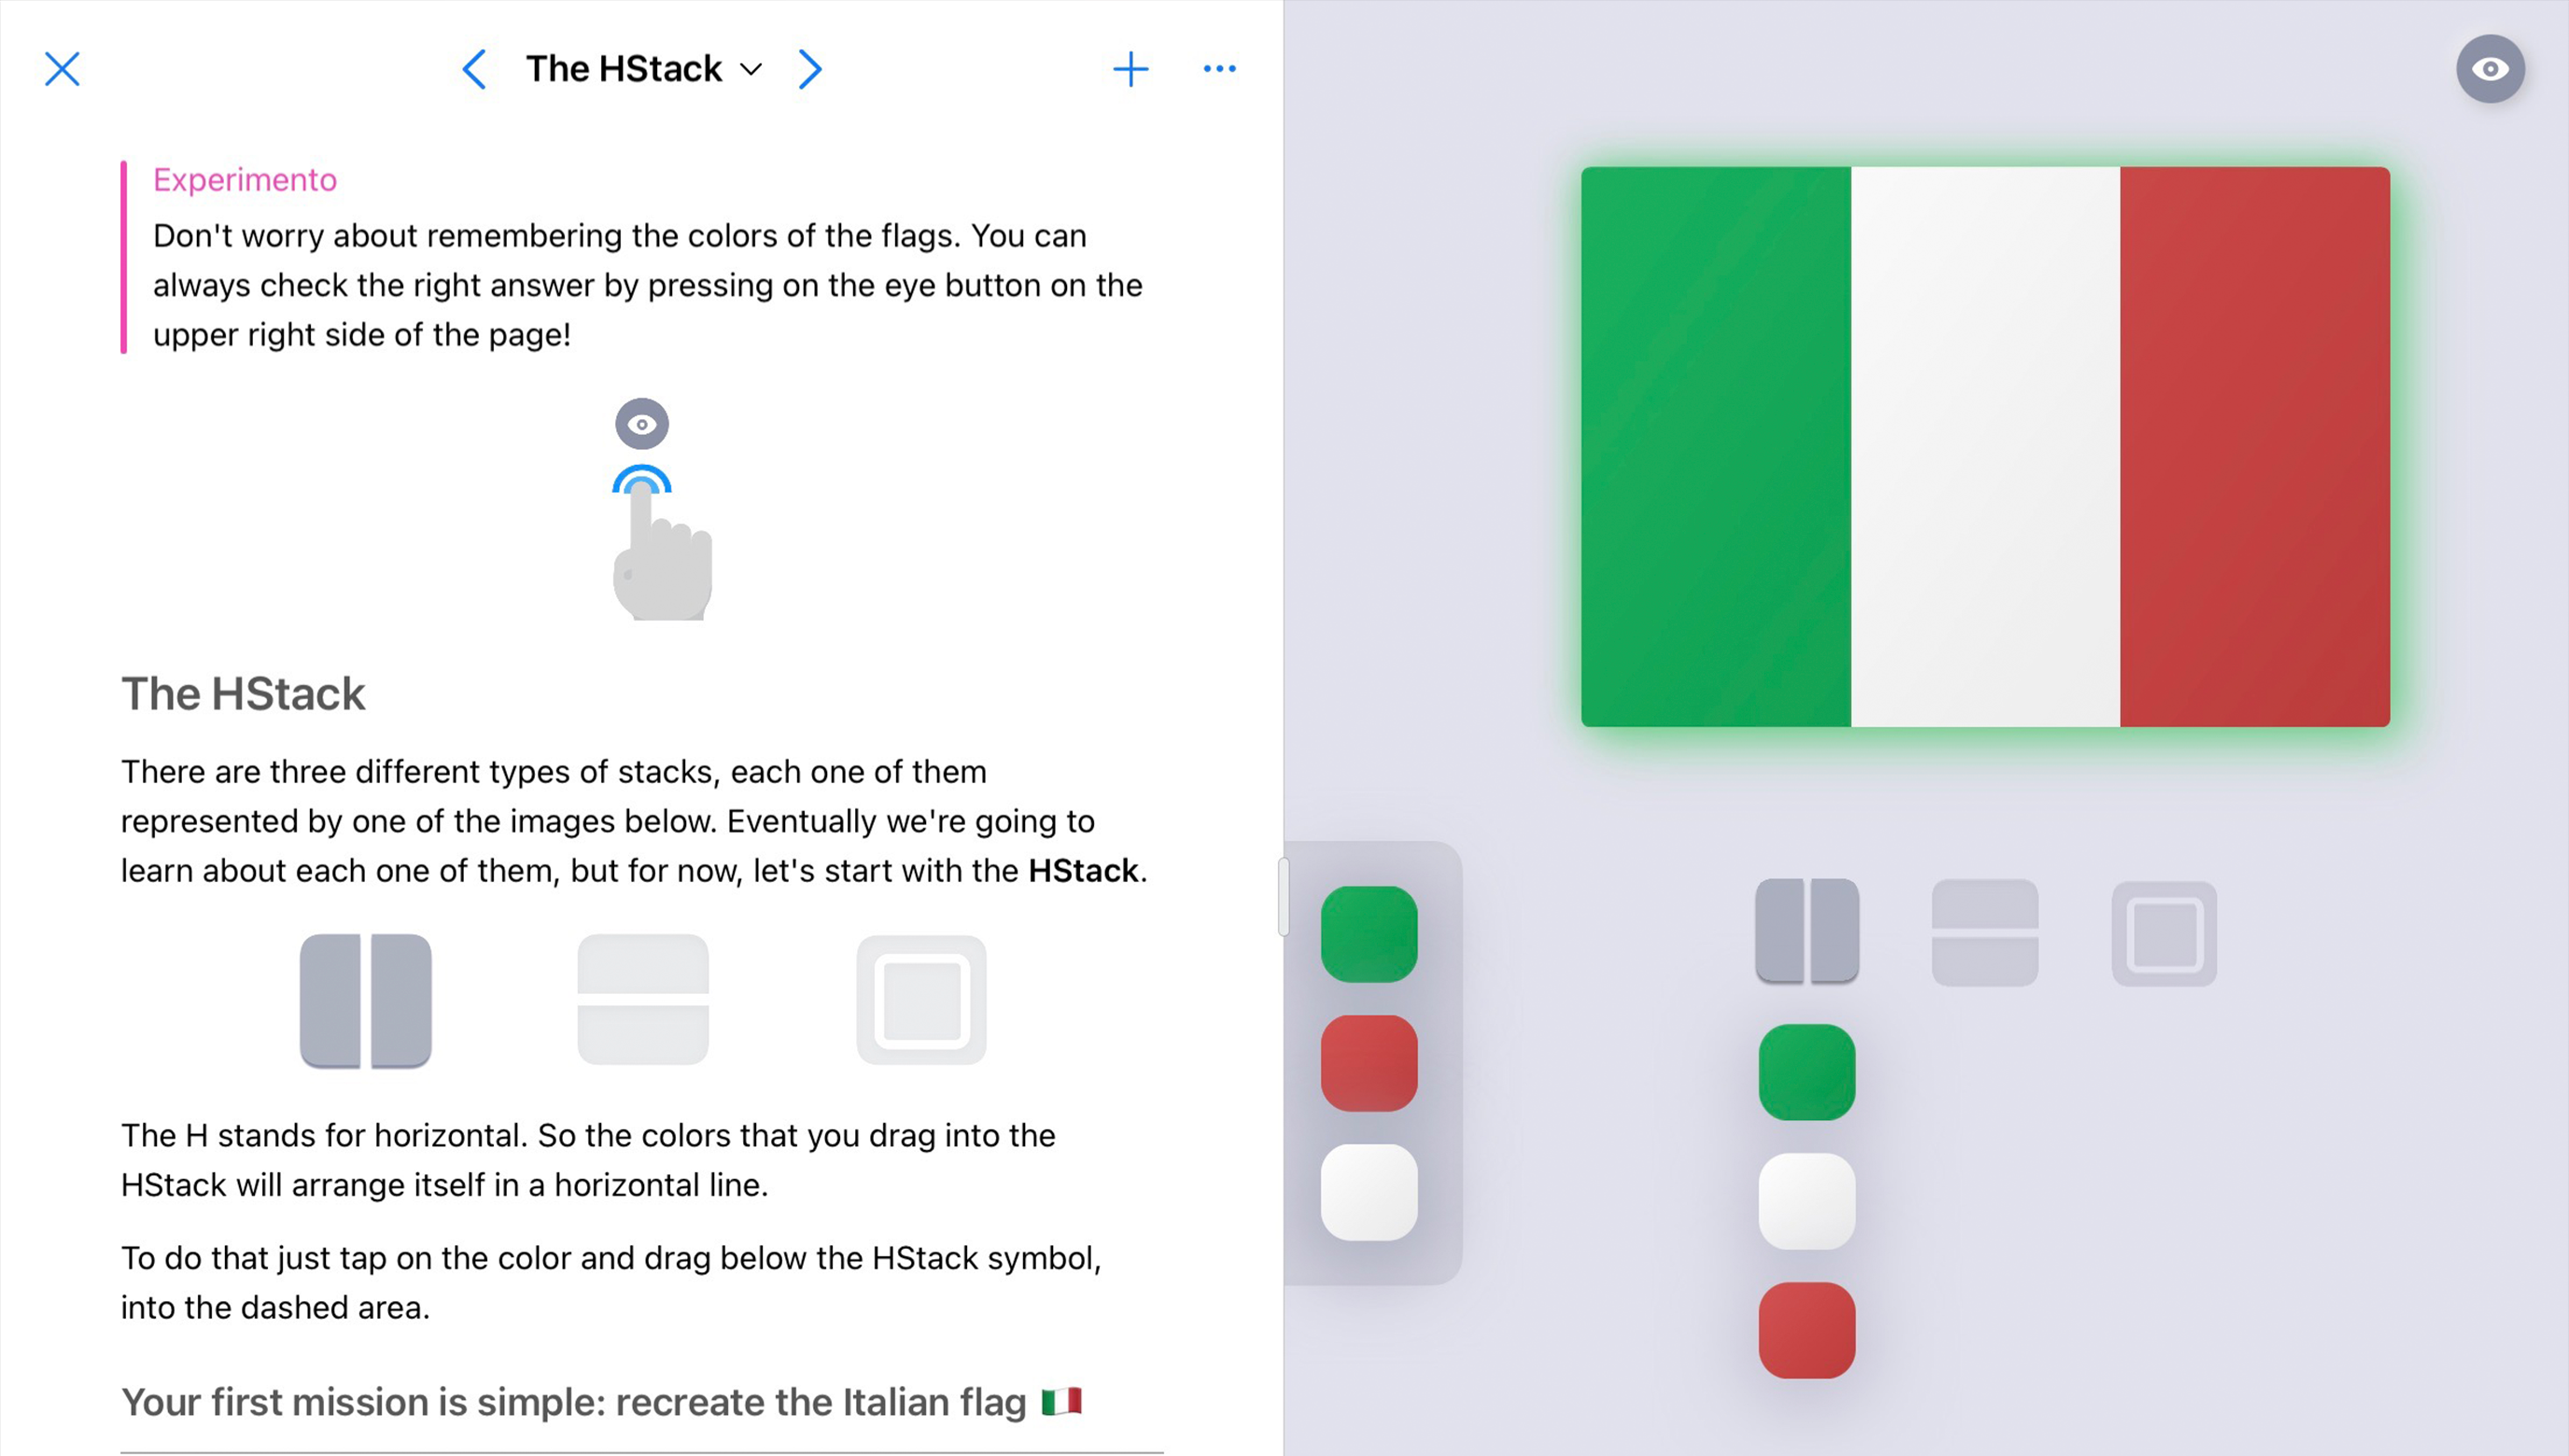 The HStack
Experimento
Don't worry about remembering the colors of the flags. You can
always check the right answer by pressing on the eye button on the
upper right side of the page!
The HStack
There are three different types of stacks, each one of them
represented by one of the images below. Eventually we're going to
learn about each one of them, but for now, let's start with the HStack.
The H stands for horizontal. So the colors that you drag into the
HStack will arrange itself in a horizontal line.
To do that just tap on the color and drag below the HStack symbol,
into the dashed area.
Your first mission is simple: recreate the Italian flag 🇮🇹